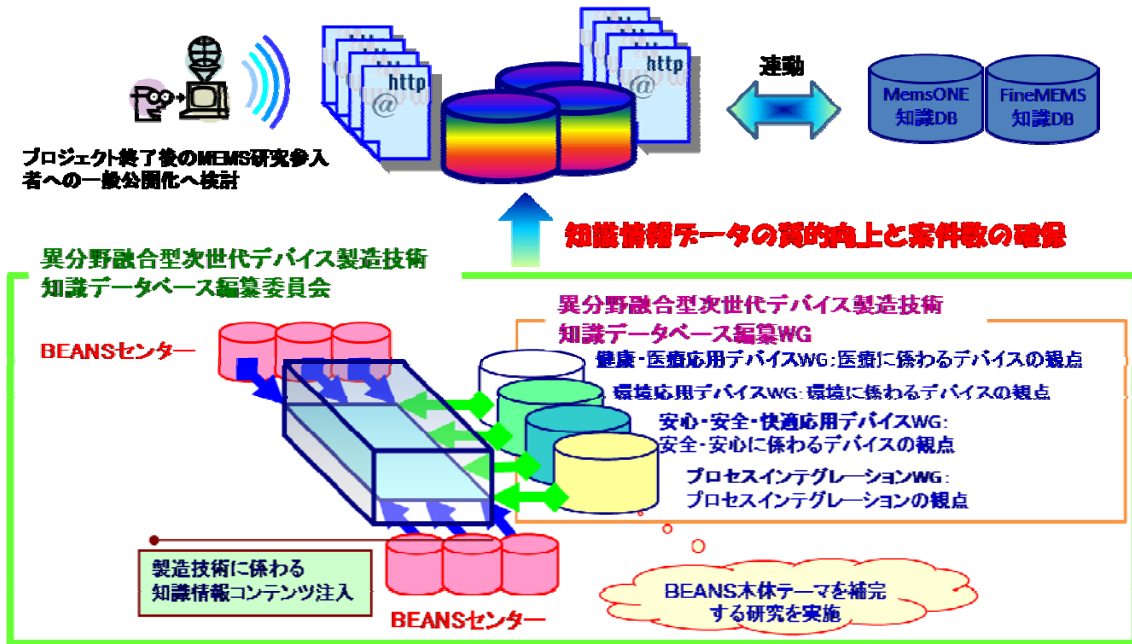 http
@
http
@
連動
MemsONE
知識DB
FineMEMS
知識DB
プロジェクト終了後のMEMS研究参入
者への一般公開化へ検討
知識情報データの質的向上と案件数の確保
異分野融合型次世代デバイス製造技術
知識データベース編纂委員会
BEANSセンター
異分野融合型次世代デバイス製造技術
知識データベース編纂WG
健康・医療応用デバイスWG:医療に係わるデバイスの観点
環境応用デバイスWG:環境に係わるデバイスの観点
安心・安全・快適応用デバイスWG:
安全・安心に係わるデバイスの観点
プロセスインテグレーションWG:
プロセスインテグレーションの観点
製造技術に係わる
知識情報コンテンツ注入
BEANSセンター
BEANS本体テーマを補完
する研究を実施